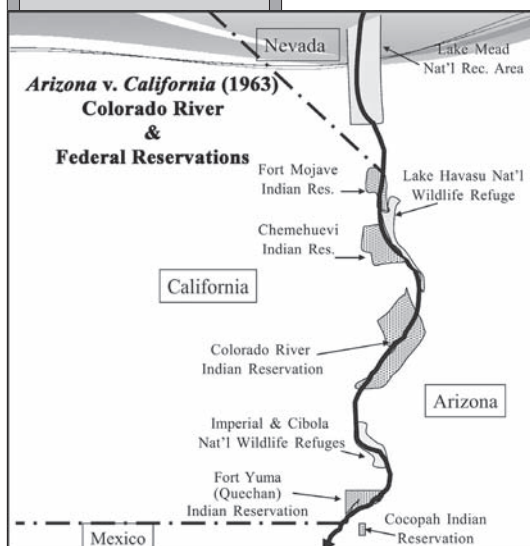 Nevada
Lake Mead
Nat'l Rec. Area
Arizona v. California (1963)
Colorado River
&
Federal Reservations
Fort Mojave
Indian Res.
Lake Havasu Nat'l
Wildlife Refuge
Chemehuevi
Indian Res.
California
Colorado River
Indian Reservation
Arizona
Imperial & Cibola
Nat'l Wildlife Refuges
Fort Yuma
(Quechan)
Indian Reservation
Cocopah Indian
Reservation
Mexico